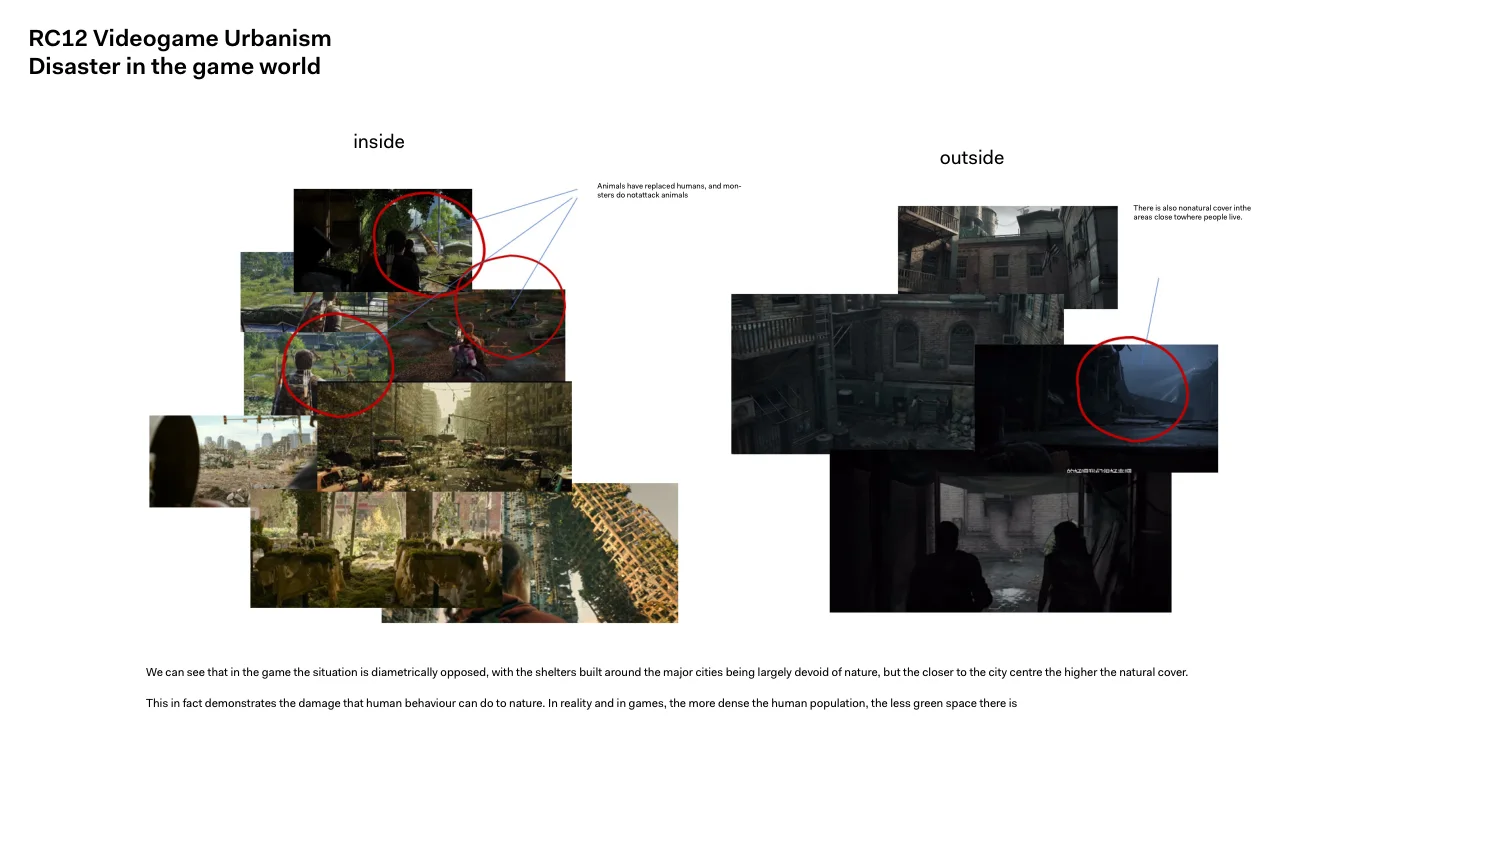 RC12 Videogame Urbanism
Disaster in the game world
inside
outside
Animals have replaced humans, and mon-
sters do notattack animals
There is also nonatural cover inthe
areas close towhere people live.
We can see that in the game the situation is diametrically opposed, with the shelters built around the major cities being largely devoid of nature, but the closer to the city centre the higher the natural cover.
This in fact demonstrates the damage that human behaviour can do to nature. In reality and in games, the more dense the human population, the less green space there is